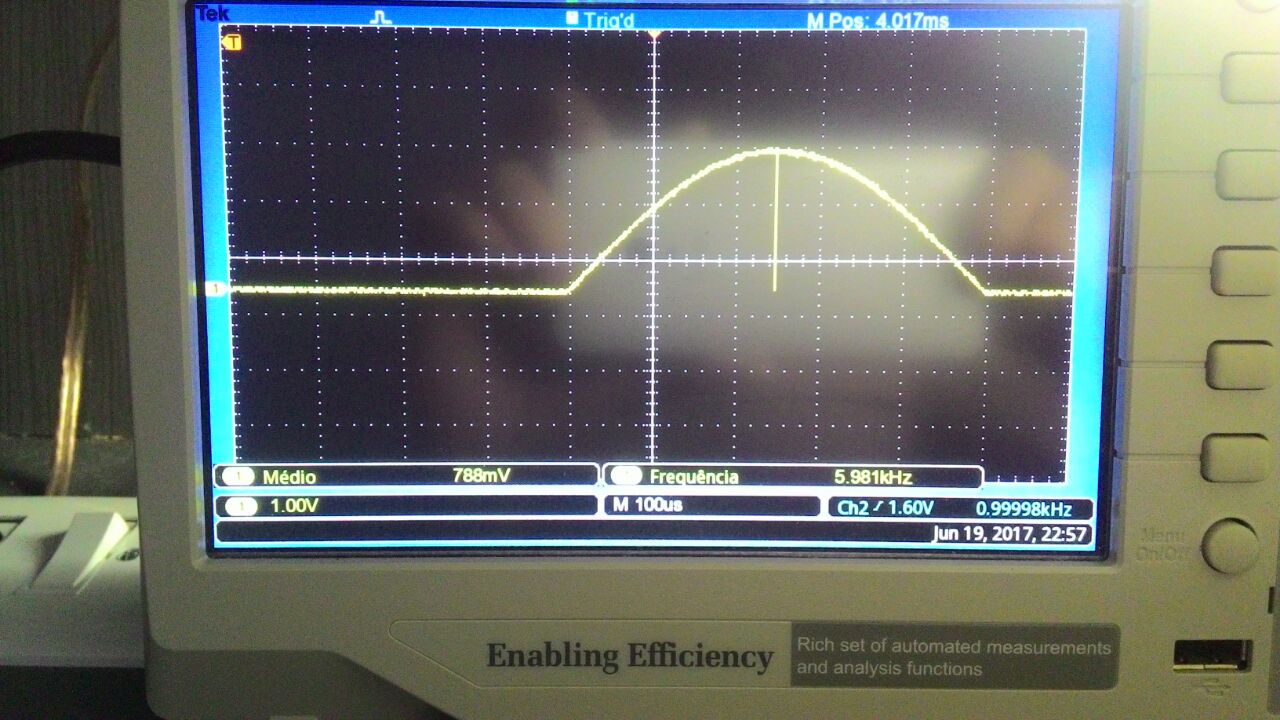 Tek Trig'd M Pos: 4.017ms
T
1
1 Médio 788mV Frequência 5.981kHz
1 1.00V M 100us Ch2 / 1.60V 0.99998kHz
Jun 19, 2017, 22:57
Menu
On/Off
Enabling Efficiency
Rich set of automated measurements
and analysis functions